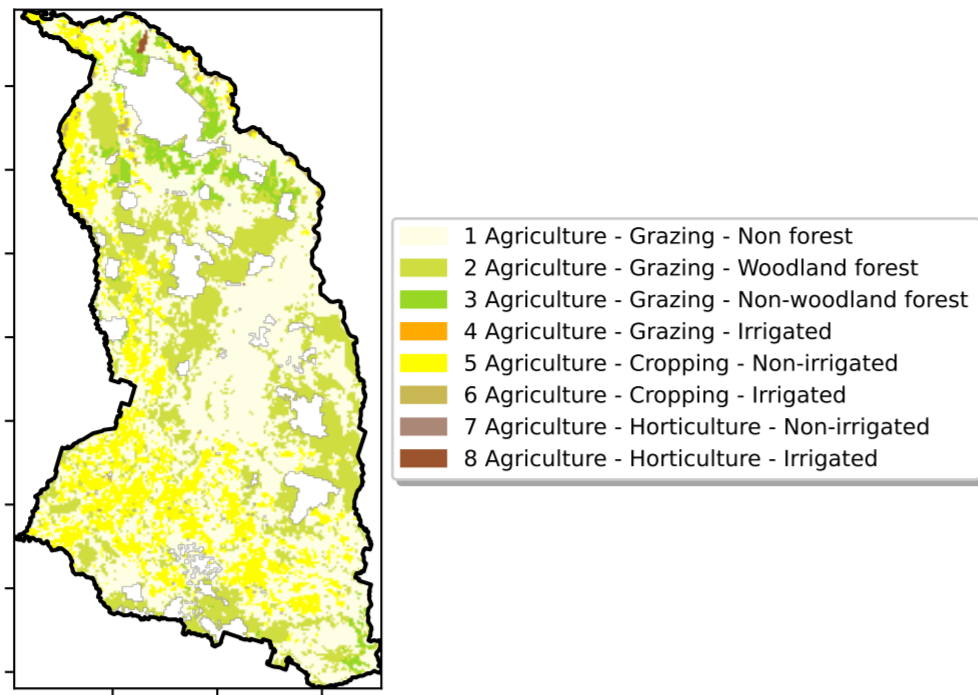 1 Agriculture - Grazing - Non forest
2 Agriculture - Grazing - Woodland forest
3 Agriculture - Grazing - Non-woodland forest
4 Agriculture - Grazing - Irrigated
5 Agriculture - Cropping - Non-irrigated
6 Agriculture - Cropping - Irrigated
7 Agriculture - Horticulture - Non-irrigated
8 Agriculture - Horticulture - Irrigated